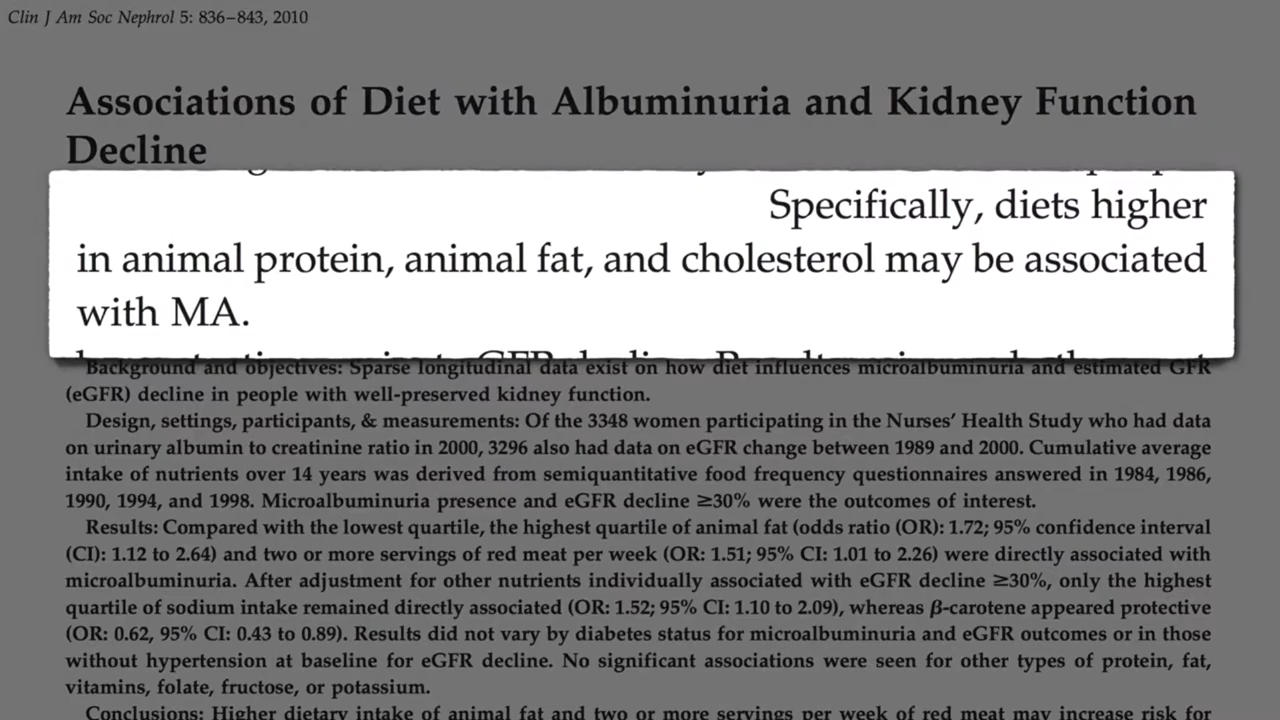 Clin J Am Soc Nephrol 5: 836–843, 2010
Associations of Diet with Albuminuria and Kidney Function
Decline
Specifically, diets higher
in animal protein, animal fat, and cholesterol may be associated
with MA.
Background and objectives: Sparse longitudinal data exist on how diet influences microalbuminuria and estimated GFR
(eGFR) decline in people with well-preserved kidney function.
Design, settings, participants, & measurements: Of the 3348 women participating in the Nurses’ Health Study who had data
on urinary albumin to creatinine ratio in 2000, 3296 also had data on eGFR change between 1989 and 2000. Cumulative average
intake of nutrients over 14 years was derived from semiquantitative food frequency questionnaires answered in 1984, 1986,
1990, 1994, and 1998. Microalbuminuria presence and eGFR decline ≥30% were the outcomes of interest.
Results: Compared with the lowest quartile, the highest quartile of animal fat (odds ratio (OR): 1.72; 95% confidence interval
(CI): 1.12 to 2.64) and two or more servings of red meat per week (OR: 1.51; 95% CI: 1.01 to 2.26) were directly associated with
microalbuminuria. After adjustment for other nutrients individually associated with eGFR decline ≥30%, only the highest
quartile of sodium intake remained directly associated (OR: 1.52; 95% CI: 1.10 to 2.09), whereas β-carotene appeared protective
(OR: 0.62, 95% CI: 0.43 to 0.89). Results did not vary by diabetes status for microalbuminuria and eGFR outcomes or in those
without hypertension at baseline for eGFR decline. No significant associations were seen for other types of protein, fat,
vitamins, folate, fructose, or potassium.
Conclusions: Higher dietary intake of animal fat and two or more servings per week of red meat may increase risk for